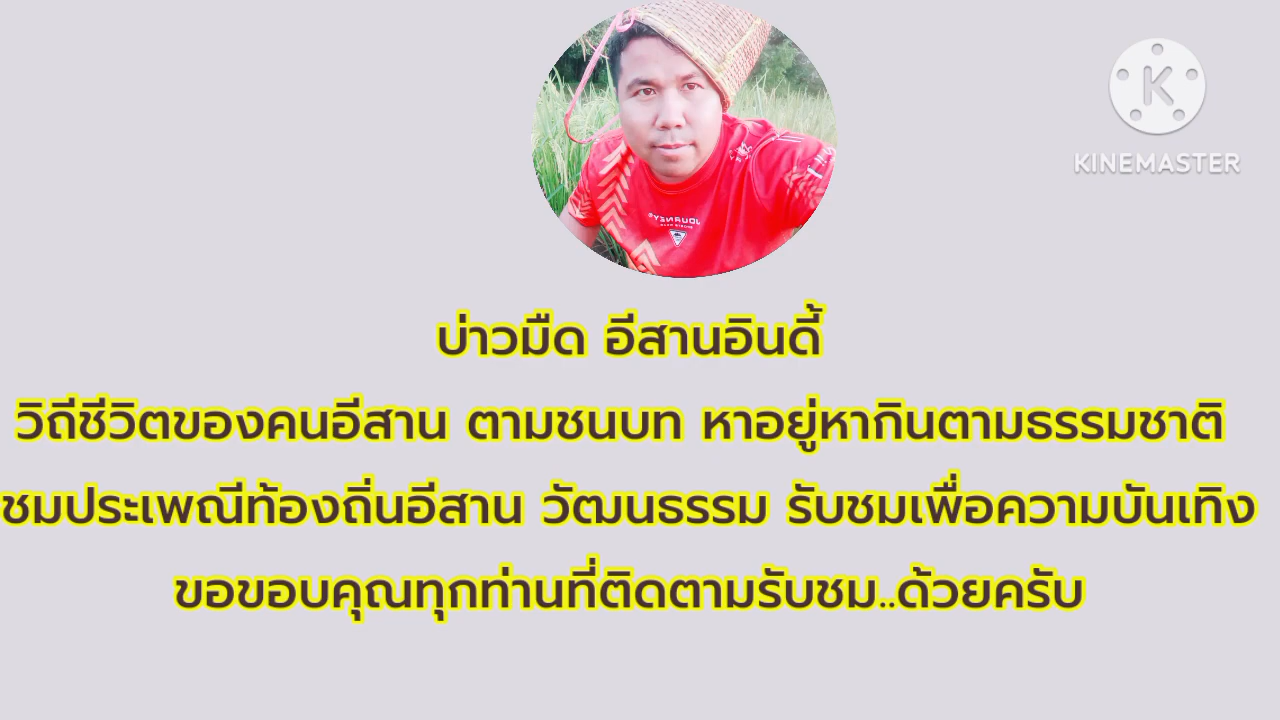 KINEMASTER
บ่าวมืด อีสานอินดี้
วิถีชีวิตของคนอีสาน ตามชนบท หาอยู่หากินตามธรรมชาติ
ชมประเพณีท้องถิ่นอีสาน วัฒนธรรม รับชมเพื่อความบันเทิง
ขอขอบคุณทุกท่านที่ติดตามรับชม..ด้วยครับ